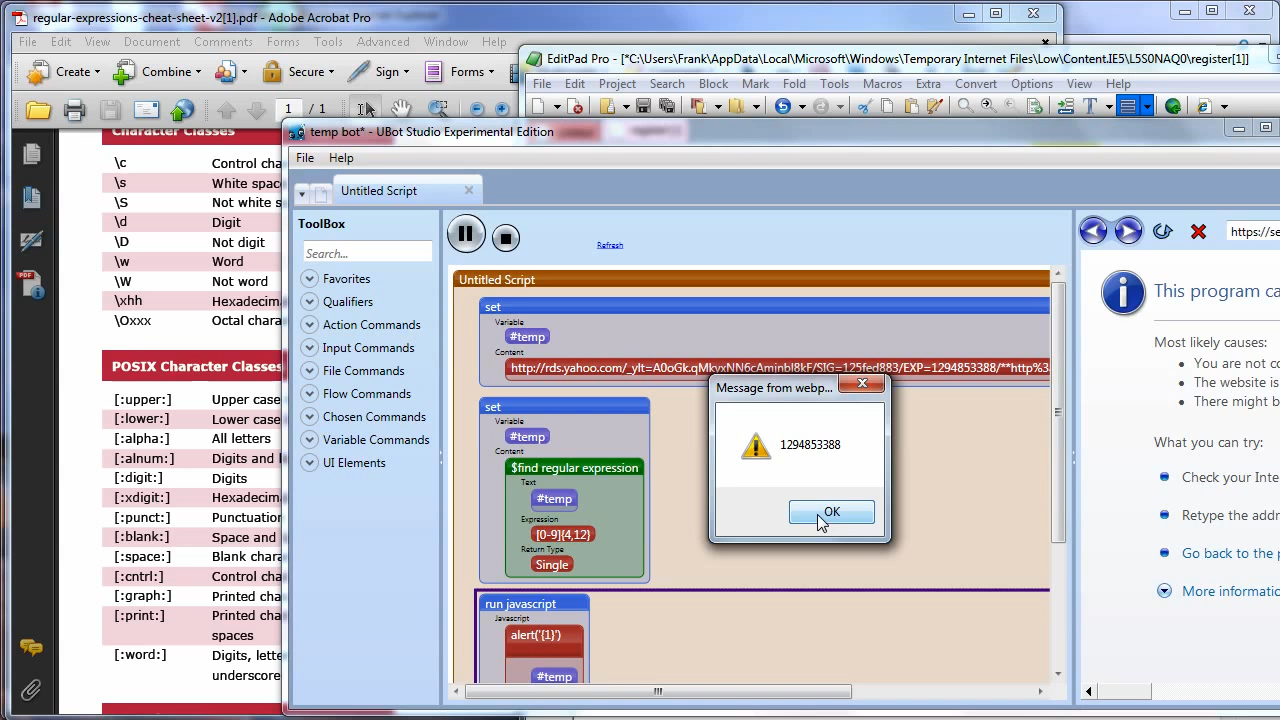 regular-expressions-cheat-sheet-v2[1].pdf - Adobe Acrobat Pro
File Edit View Document Comments Forms Tools Advanced Window Help
Create Combine Secure Sign Forms
1 / 1
EditPad Pro - [*C:\Users\Frank\AppData\Local\Microsoft\Windows\Temporary Internet Files\Low\Content.IE5\E5E0NAQ0\register[1]]
File Edit Project Search Block Mark Fold Tools Macros Extra Convert Options View Help
Character Classes
\c Control cha
\s White spac
\S Not white s
\d Digit
\D Not digit
\w Word
\W Not word
\xhh Hexadecima
\Oxxx Octal chara
POSIX Character Classes
[:upper:] Upper case
[:lower:] Lower case
[:alpha:] All letters
[:alnum:] Digits and l
[:digit:] Digits
[:xdigit:] Hexadecima
[:punct:] Punctuation
[:blank:] Space and
[:space:] Blank chara
[:cntrl:] Control cha
[:graph:] Printed cha
[:print:] Printed cha
spaces
[:word:] Digits, lette
underscore
temp bot* - UBot Studio Experimental Edition
File Help
Untitled Script
ToolBox
Search...
Favorites
Qualifiers
Action Commands
Input Commands
File Commands
Flow Commands
Chosen Commands
Variable Commands
UI Elements
Refresh
Untitled Script
set
Variable
#temp
Content
http://rds.yahoo.com/_ylt=A0oGk.qMkyxNN6cAminbl8kF/SIG=125fed883/EXP=1294853388/**http%3
set
Variable
#temp
Content
$find regular expression
Text
#temp
Expression
[0-9]{4,12}
Return Type
Single
run javascript
Javascript
alert('{1}')
#temp
Message from webp...
1294853388
OK
https://se
This program ca
Most likely causes:
You are not c
The website is
There might b
What you can try:
Check your Inte
Retype the addr
Go back to the p
More informatio